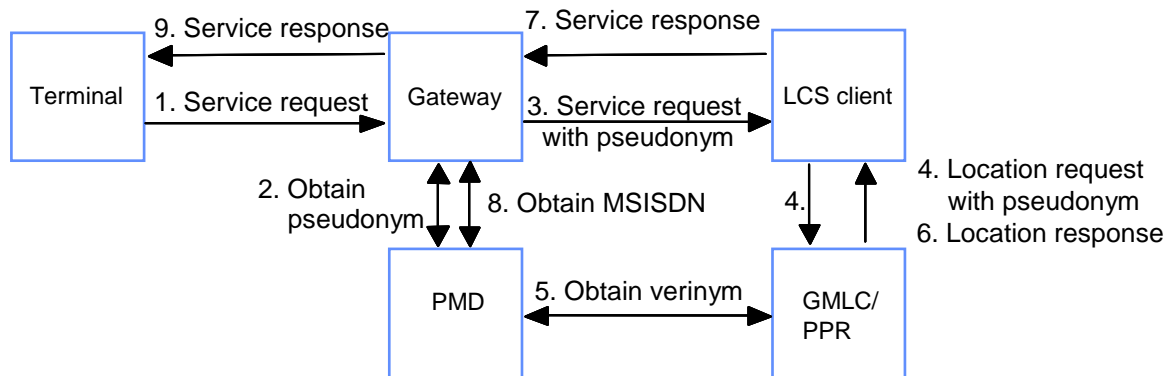 9. Service response
7. Service response
Terminal
1. Service request
Gateway
3. Service request
with pseudonym
LCS client
2. Obtain
pseudonym
8. Obtain MSISDN
4.
4. Location request
with pseudonym
6. Location response
PMD
5. Obtain verinym
GMLC/
PPR